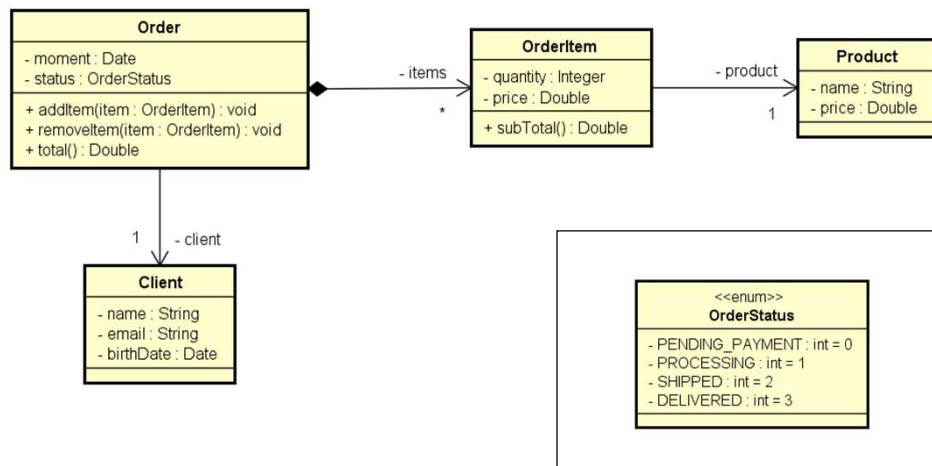 Order
- moment : Date
- status : OrderStatus
+ addItem(item : OrderItem) : void
+ removeItem(item : OrderItem) : void
+ total() : Double
- items
*
OrderItem
- quantity : Integer
- price : Double
+ subTotal() : Double
- product
1
Product
- name : String
- price : Double
1
- client
Client
- name : String
- email : String
- birthDate : Date
<<enum>>
OrderStatus
- PENDING_PAYMENT : int = 0
- PROCESSING : int = 1
- SHIPPED : int = 2
- DELIVERED : int = 3